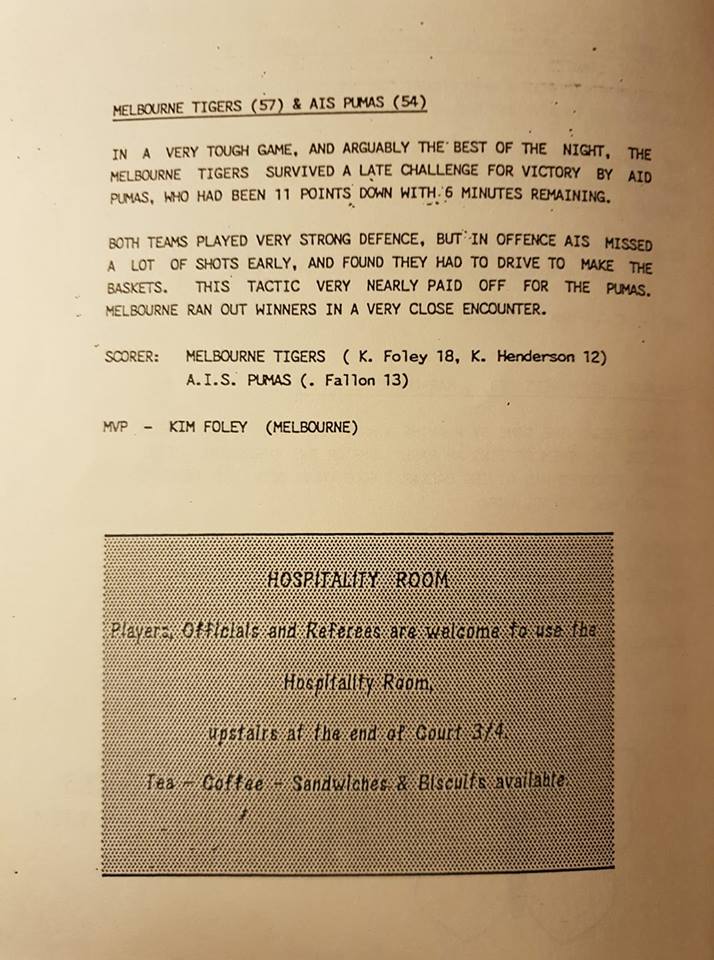 MELBOURNE TIGERS (57) & AIS PUMAS (54)
IN A VERY TOUGH GAME, AND ARGUABLY THE BEST OF THE NIGHT, THE
MELBOURNE TIGERS SURVIVED A LATE CHALLENGE FOR VICTORY BY AID
PUMAS, WHO HAD BEEN 11 POINTS DOWN WITH 6 MINUTES REMAINING.
BOTH TEAMS PLAYED VERY STRONG DEFENCE, BUT IN OFFENCE AIS MISSED
A LOT OF SHOTS EARLY, AND FOUND THEY HAD TO DRIVE TO MAKE THE
BASKETS. THIS TACTIC VERY NEARLY PAID OFF FOR THE PUMAS.
MELBOURNE RAN OUT WINNERS IN A VERY CLOSE ENCOUNTER.
SCORER: MELBOURNE TIGERS ( K. Foley 18, K. Henderson 12)
A.I.S. PUMAS (. Fallon 13)
MVP - KIM FOLEY (MELBOURNE)
HOSPITALITY ROOM
Players, Officials and Referees are welcome to use the
Hospitality Room,
upstairs at the end of Court 3/4.
Tea - Coffee - Sandwiches & Biscuits available.